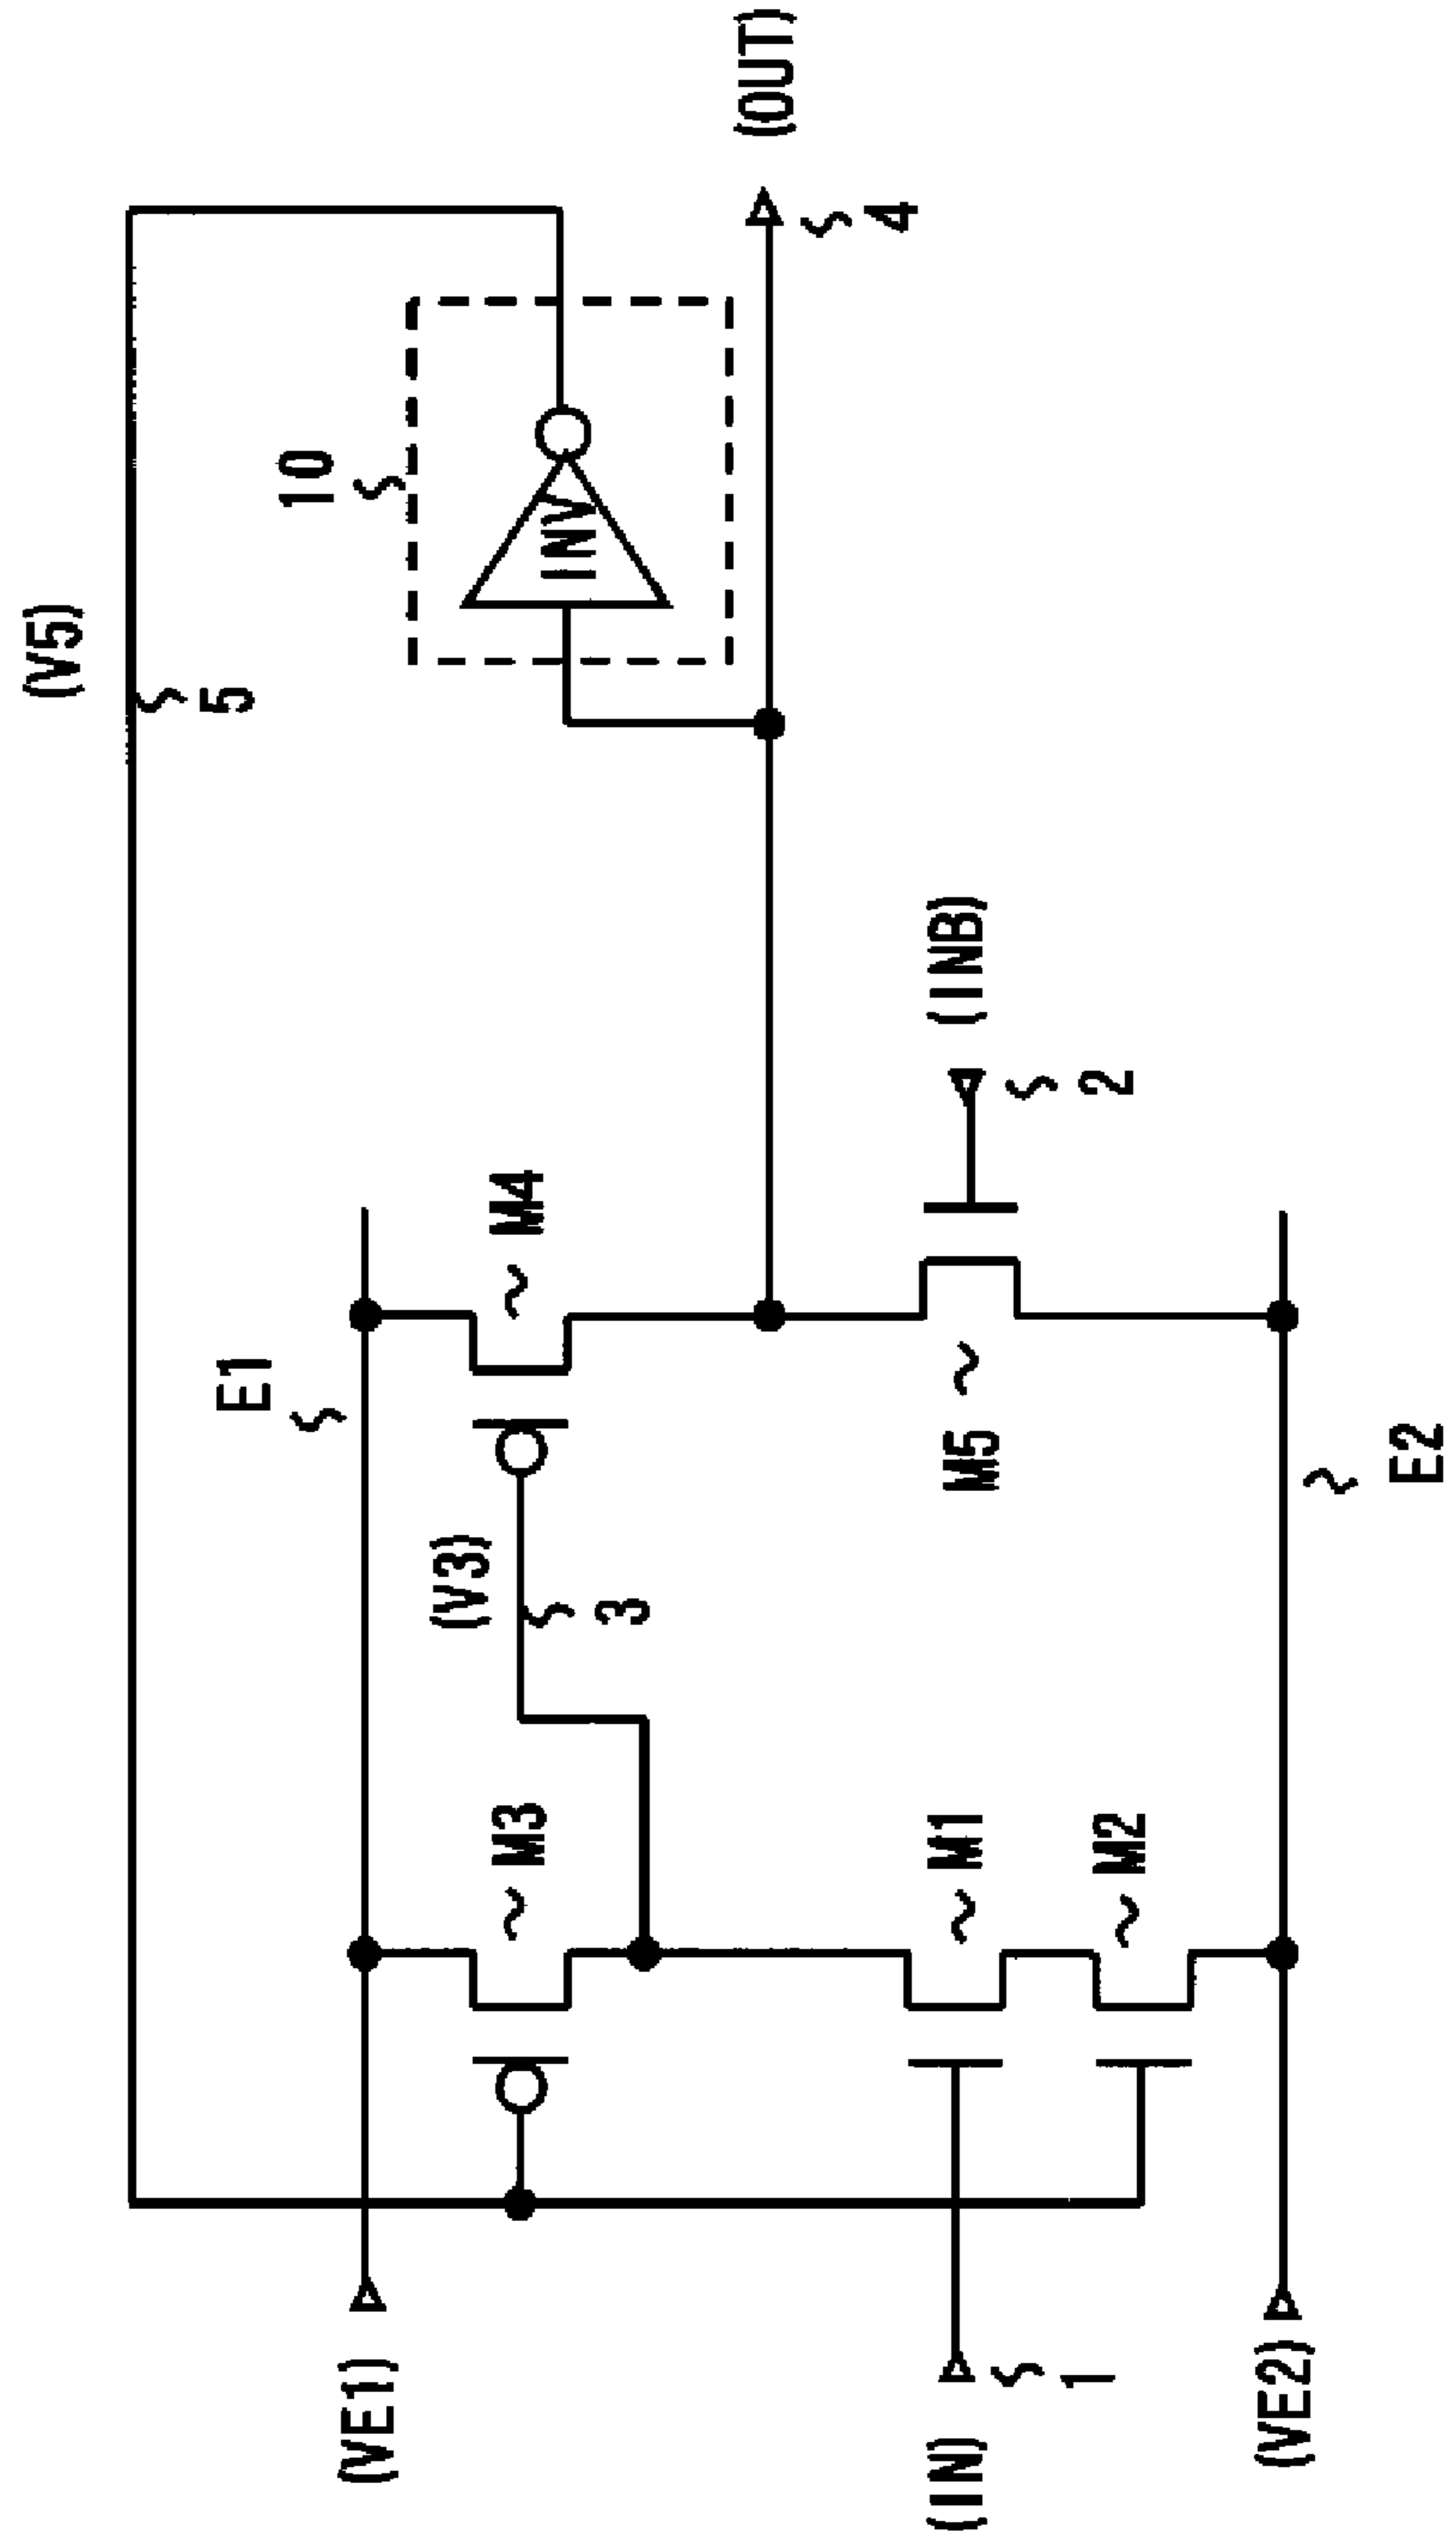 (V5)
5
10
E1
(VE1)
M3
(V3)
3
M4
INV
(OUT)
4
(IN)
1
M1
M2
M5
(INB)
2
(VE2)
E2